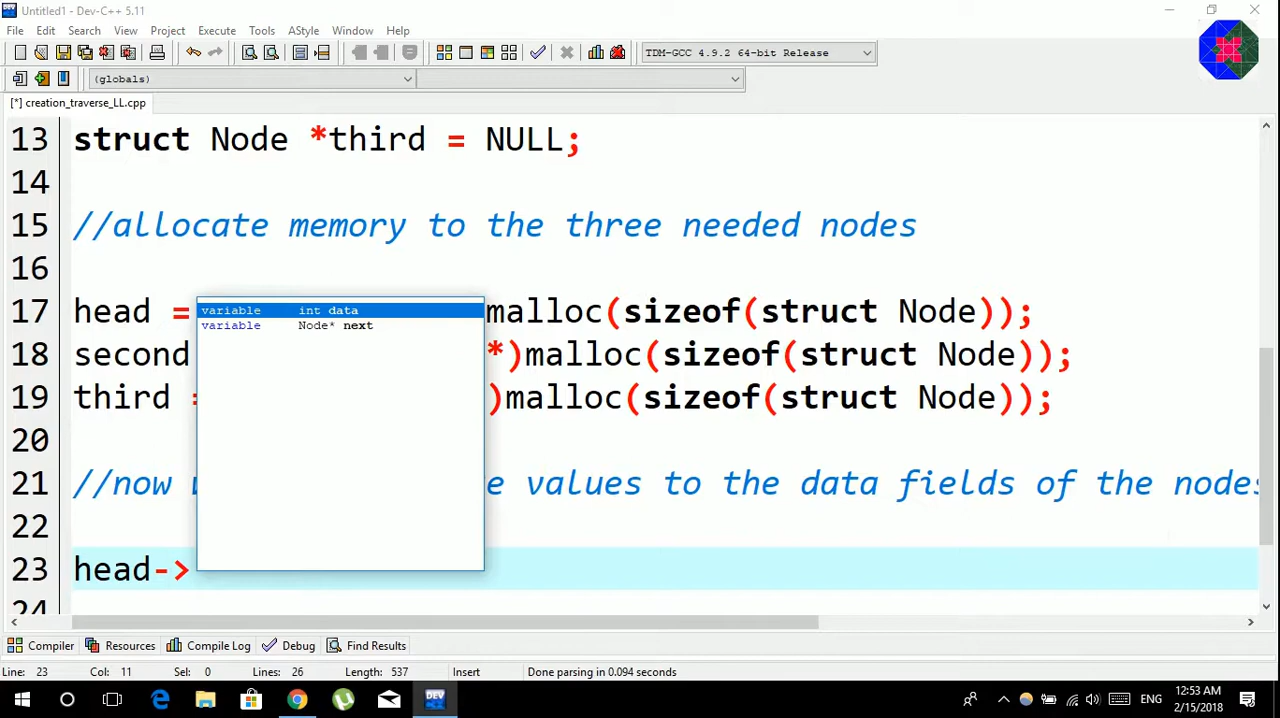 Untitled1 - Dev-C++ 5.11
File Edit Search View Project Execute Tools AStyle Window Help
TDM-GCC 4.9.2 64-bit Release
(globals)
[*] creation_traverse_LL.cpp
13 struct Node *third = NULL;
14
15 //allocate memory to the three needed nodes
16
17 head = malloc(sizeof(struct Node));
variable int data
variable Node* next
18 second *)malloc(sizeof(struct Node));
19 third = )malloc(sizeof(struct Node));
20
21 //now values to the data fields of the nodes
22
23 head->
24
Compiler Resources Compile Log Debug Find Results
Line: 23 Col: 11 Sel: 0 Lines: 26 Length: 537 Insert Done parsing in 0.094 seconds
DEV ENG 12:53 AM
2/15/2018